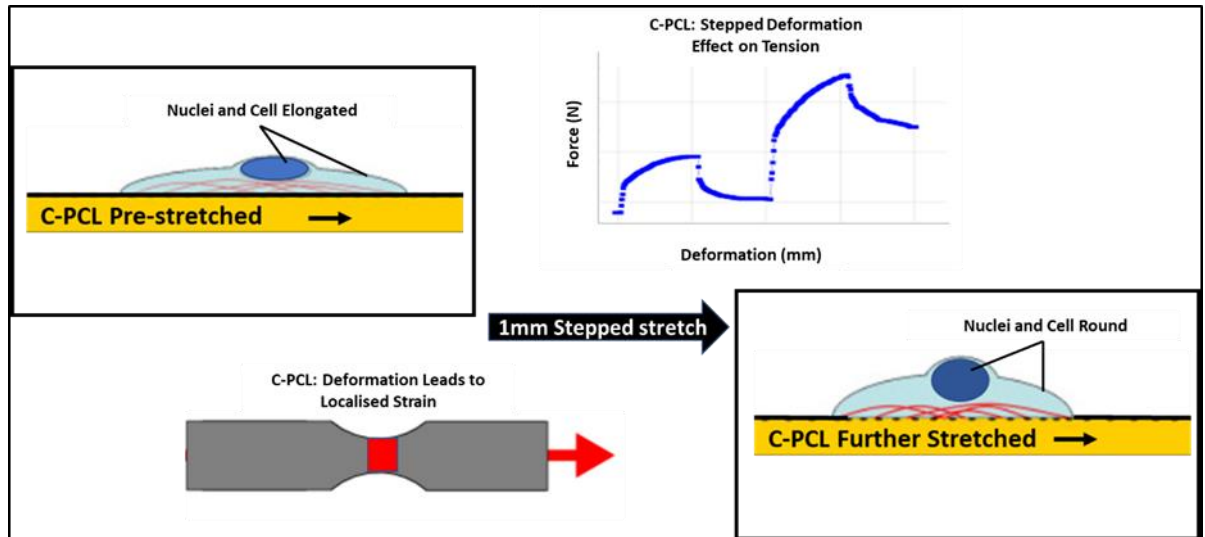 C-PCL: Stepped Deformation
Effect on Tension
Force (N)
Deformation (mm)
Nuclei and Cell Elongated
C-PCL Pre-stretched
1mm Stepped stretch
C-PCL: Deformation Leads to
Localised Strain
Nuclei and Cell Round
C-PCL Further Stretched